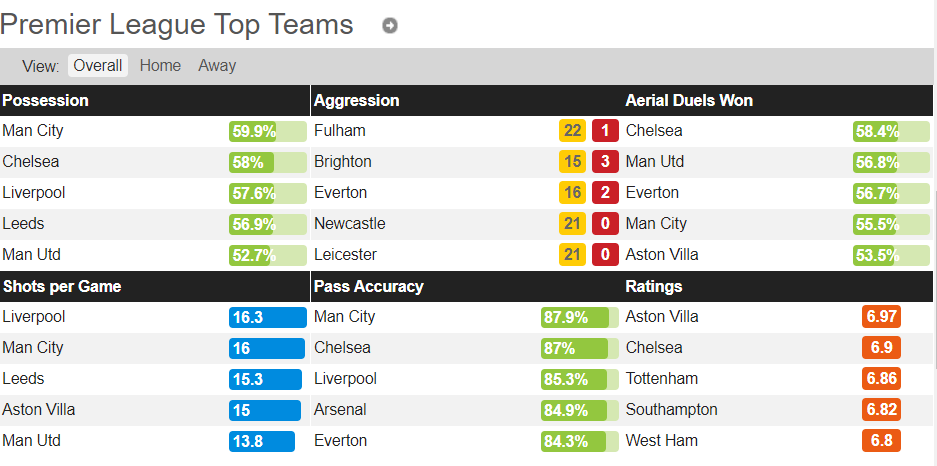 Premier League Top Teams
View: Overall Home Away
Possession Aggression Aerial Duels Won
Man City 59.9% Fulham 22 1 Chelsea 58.4%
Chelsea 58% Brighton 15 3 Man Utd 56.8%
Liverpool 57.6% Everton 16 2 Everton 56.7%
Leeds 56.9% Newcastle 21 0 Man City 55.5%
Man Utd 52.7% Leicester 21 0 Aston Villa 53.5%
Shots per Game Pass Accuracy Ratings
Liverpool 16.3 Man City 87.9% Aston Villa 6.97
Man City 16 Chelsea 87% Chelsea 6.9
Leeds 15.3 Liverpool 85.3% Tottenham 6.86
Aston Villa 15 Arsenal 84.9% Southampton 6.82
Man Utd 13.8 Everton 84.3% West Ham 6.8